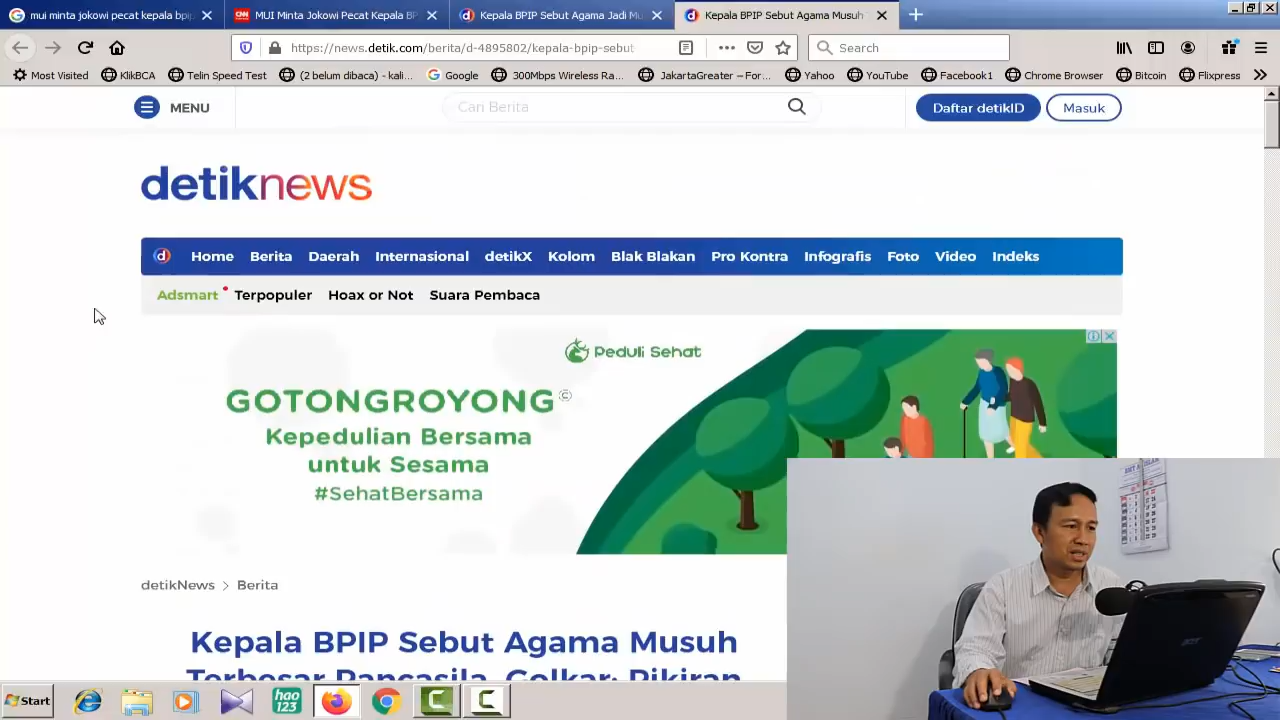 mui minta jokowi pecat kepala bpip
MUI Minta Jokowi Pecat Kepala BP
Kepala BPIP Sebut Agama Jadi Mu
Kepala BPIP Sebut Agama Musuh
https://news.detik.com/berita/d-4895802/kepala-bpip-sebut
Search
Most Visited
KlikBCA
Telin Speed Test
(2 belum dibaca) - kali...
Google
300Mbps Wireless Ra...
JakartaGreater – For...
Yahoo
YouTube
Facebook1
Chrome Browser
Bitcoin
Flixpress
MENU
Cari Berita
Daftar detikID
Masuk
detiknews
d Home Berita Daerah Internasional detikX Kolom Blak Blakan Pro Kontra Infografis Foto Video Indeks
Adsmart Terpopuler Hoax or Not Suara Pembaca
Peduli Sehat
GOTONGROYONG ©
Kepedulian Bersama
untuk Sesama
#SehatBersama
detikNews > Berita
Kepala BPIP Sebut Agama Musuh
Terbesar Pancasila, Golkar: Pikiran
Start
hao
123
acer